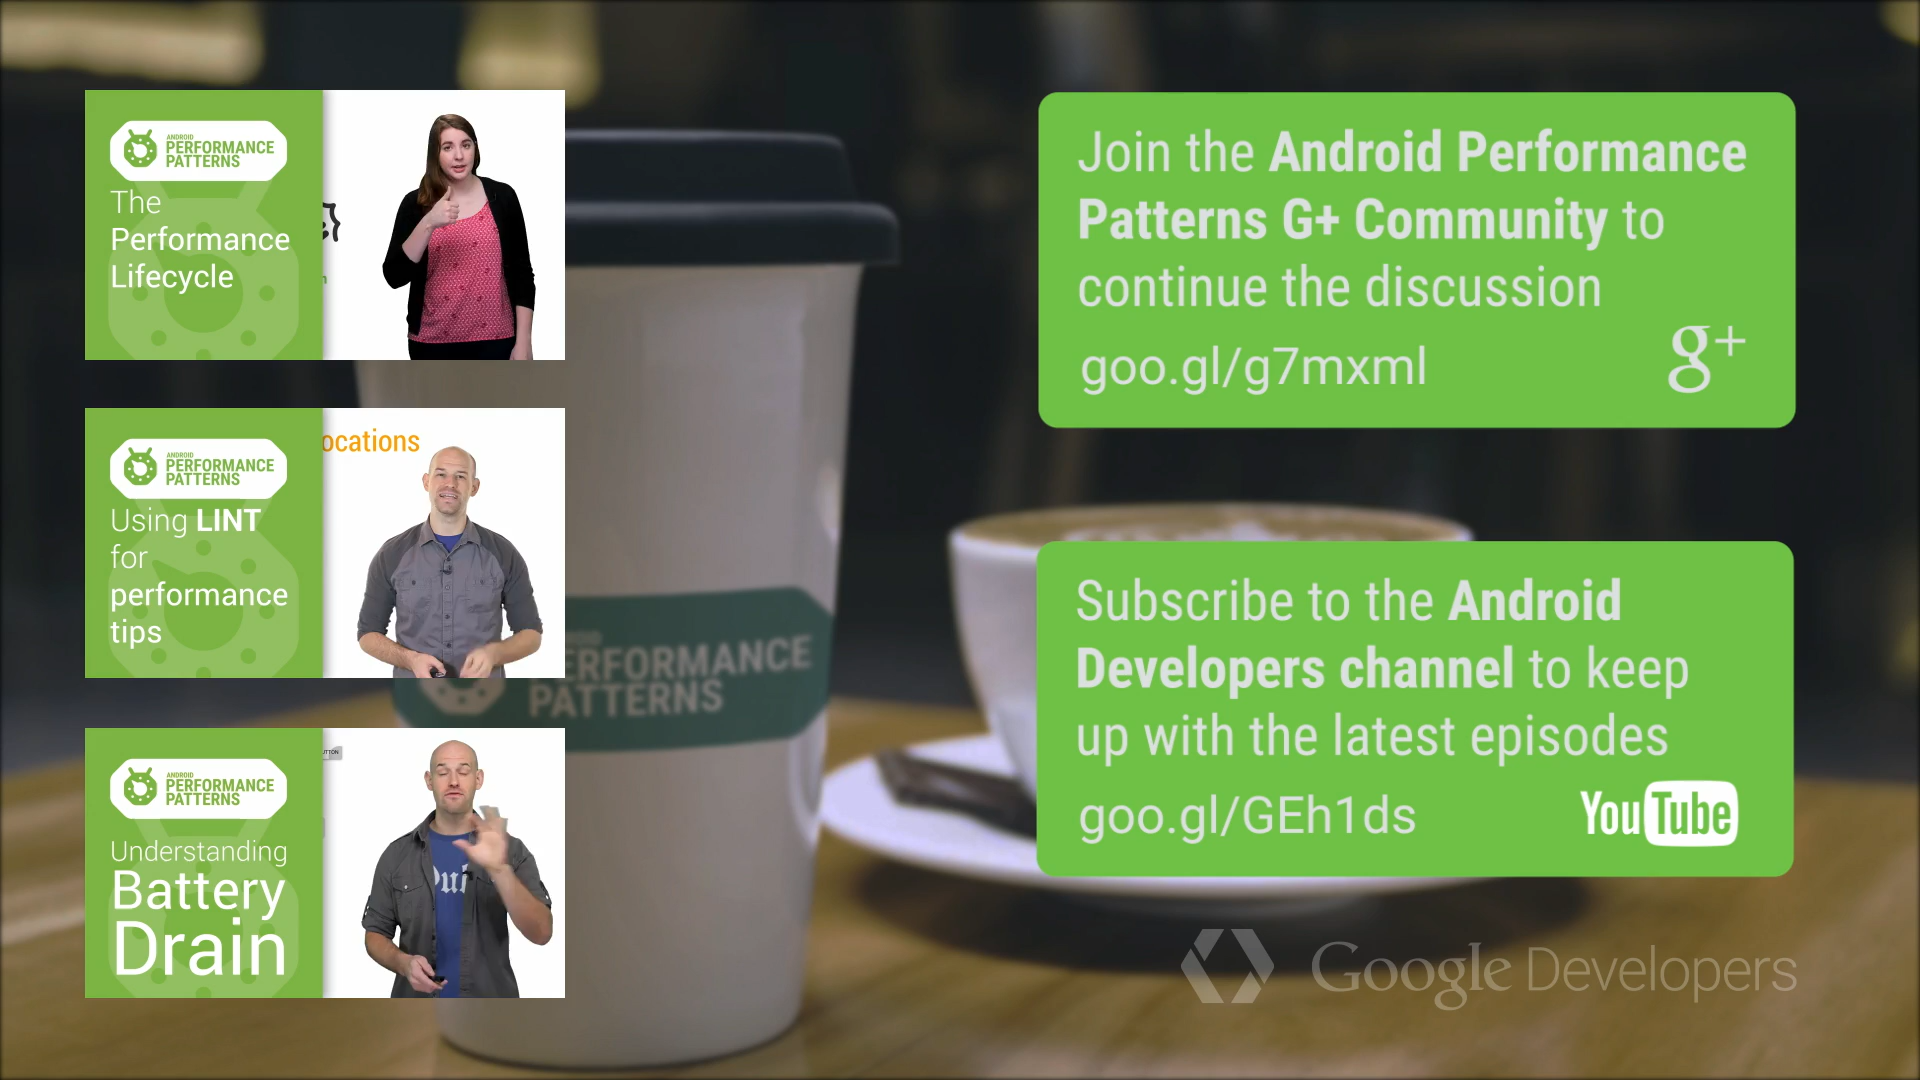 ANDROID
PERFORMANCE
PATTERNS
The
Performance
Lifecycle
ocations
ANDROID
PERFORMANCE
PATTERNS
Using LINT
for
performance
tips
ANDROID
PERFORMANCE
PATTERNS
Understanding
Battery
Drain
ERFORMANCE
PATTERNS
Join the Android Performance
Patterns G+ Community to
continue the discussion
goo.gl/g7mxml
g+
Subscribe to the Android
Developers channel to keep
up with the latest episodes
goo.gl/GEh1ds
YouTube
Google Developers